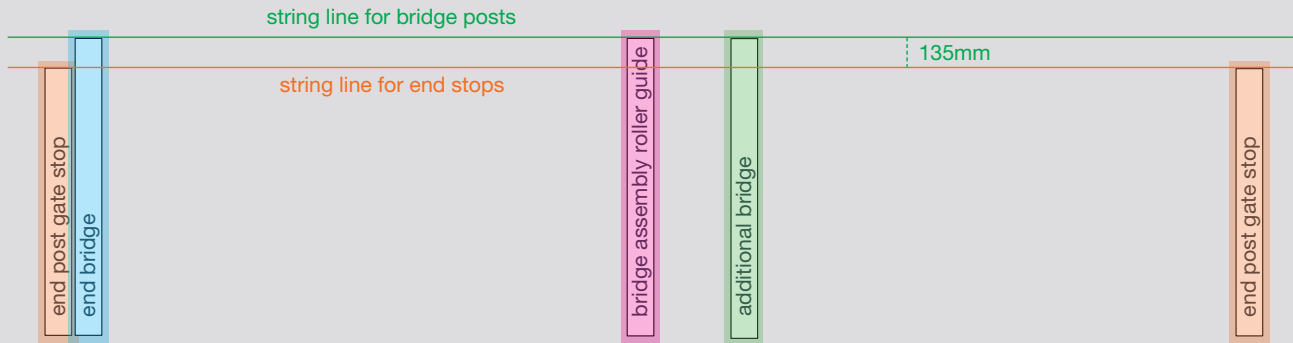 string line for bridge posts
135mm
string line for end stops
end post gate stop
end bridge
bridge assembly roller guide
additional bridge
end post gate stop